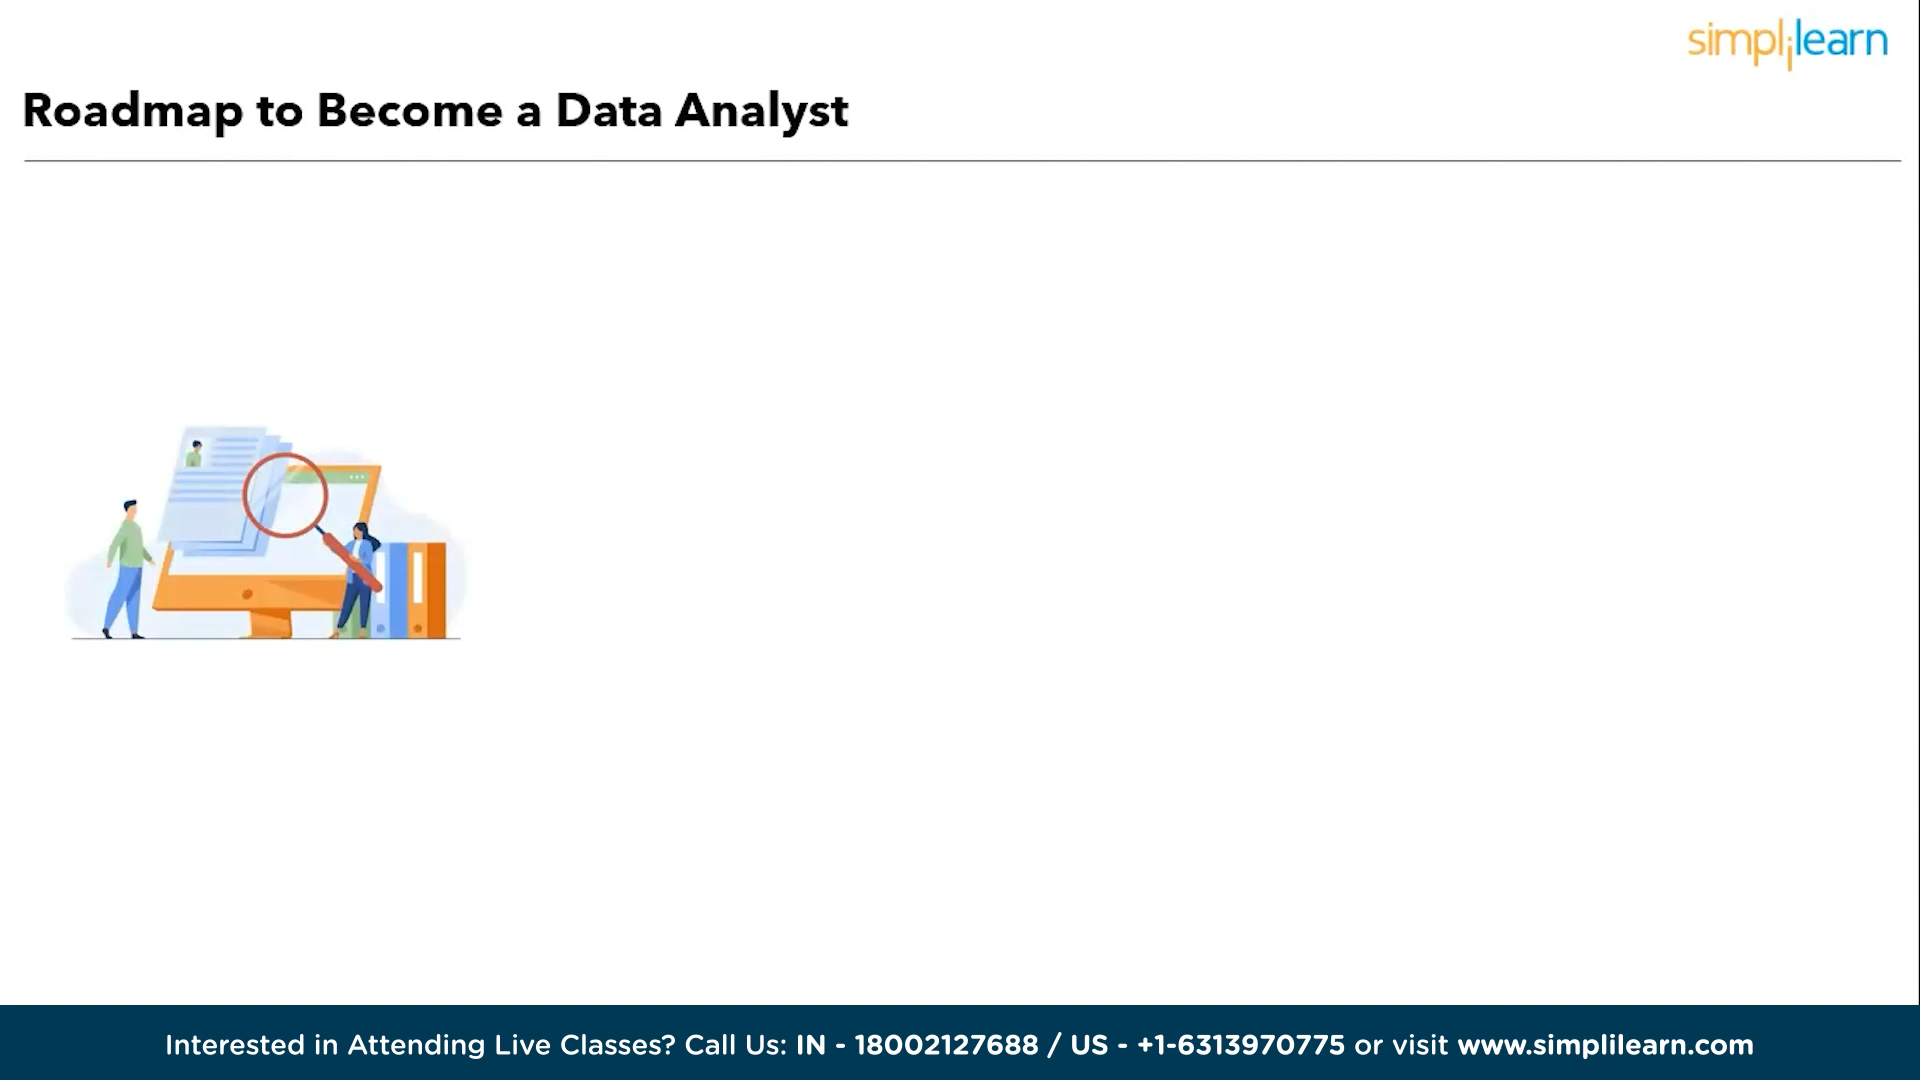 simplilearn
Roadmap to Become a Data Analyst
Interested in Attending Live Classes? Call Us: IN - 18002127688 / US - +1-6313970775 or visit www.simplilearn.com